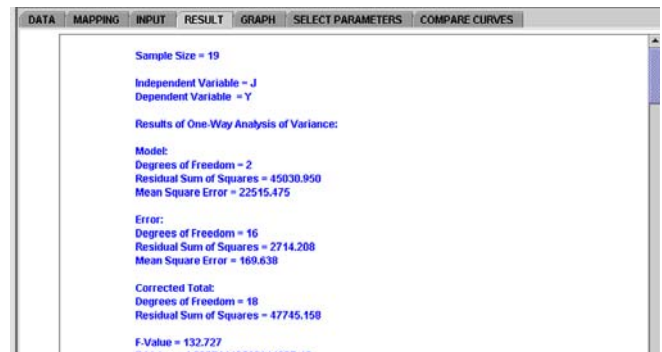 DATA MAPPING INPUT RESULT GRAPH SELECT PARAMETERS COMPARE CURVES
Sample Size = 19
Independent Variable = J
Dependent Variable = Y
Results of One-Way Analysis of Variance:
Model:
Degrees of Freedom = 2
Residual Sum of Squares = 45030.950
Mean Square Error = 22515.475
Error:
Degrees of Freedom = 16
Residual Sum of Squares = 2714.208
Mean Square Error = 169.638
Corrected Total:
Degrees of Freedom = 18
Residual Sum of Squares = 47745.158
F-Value = 132.727